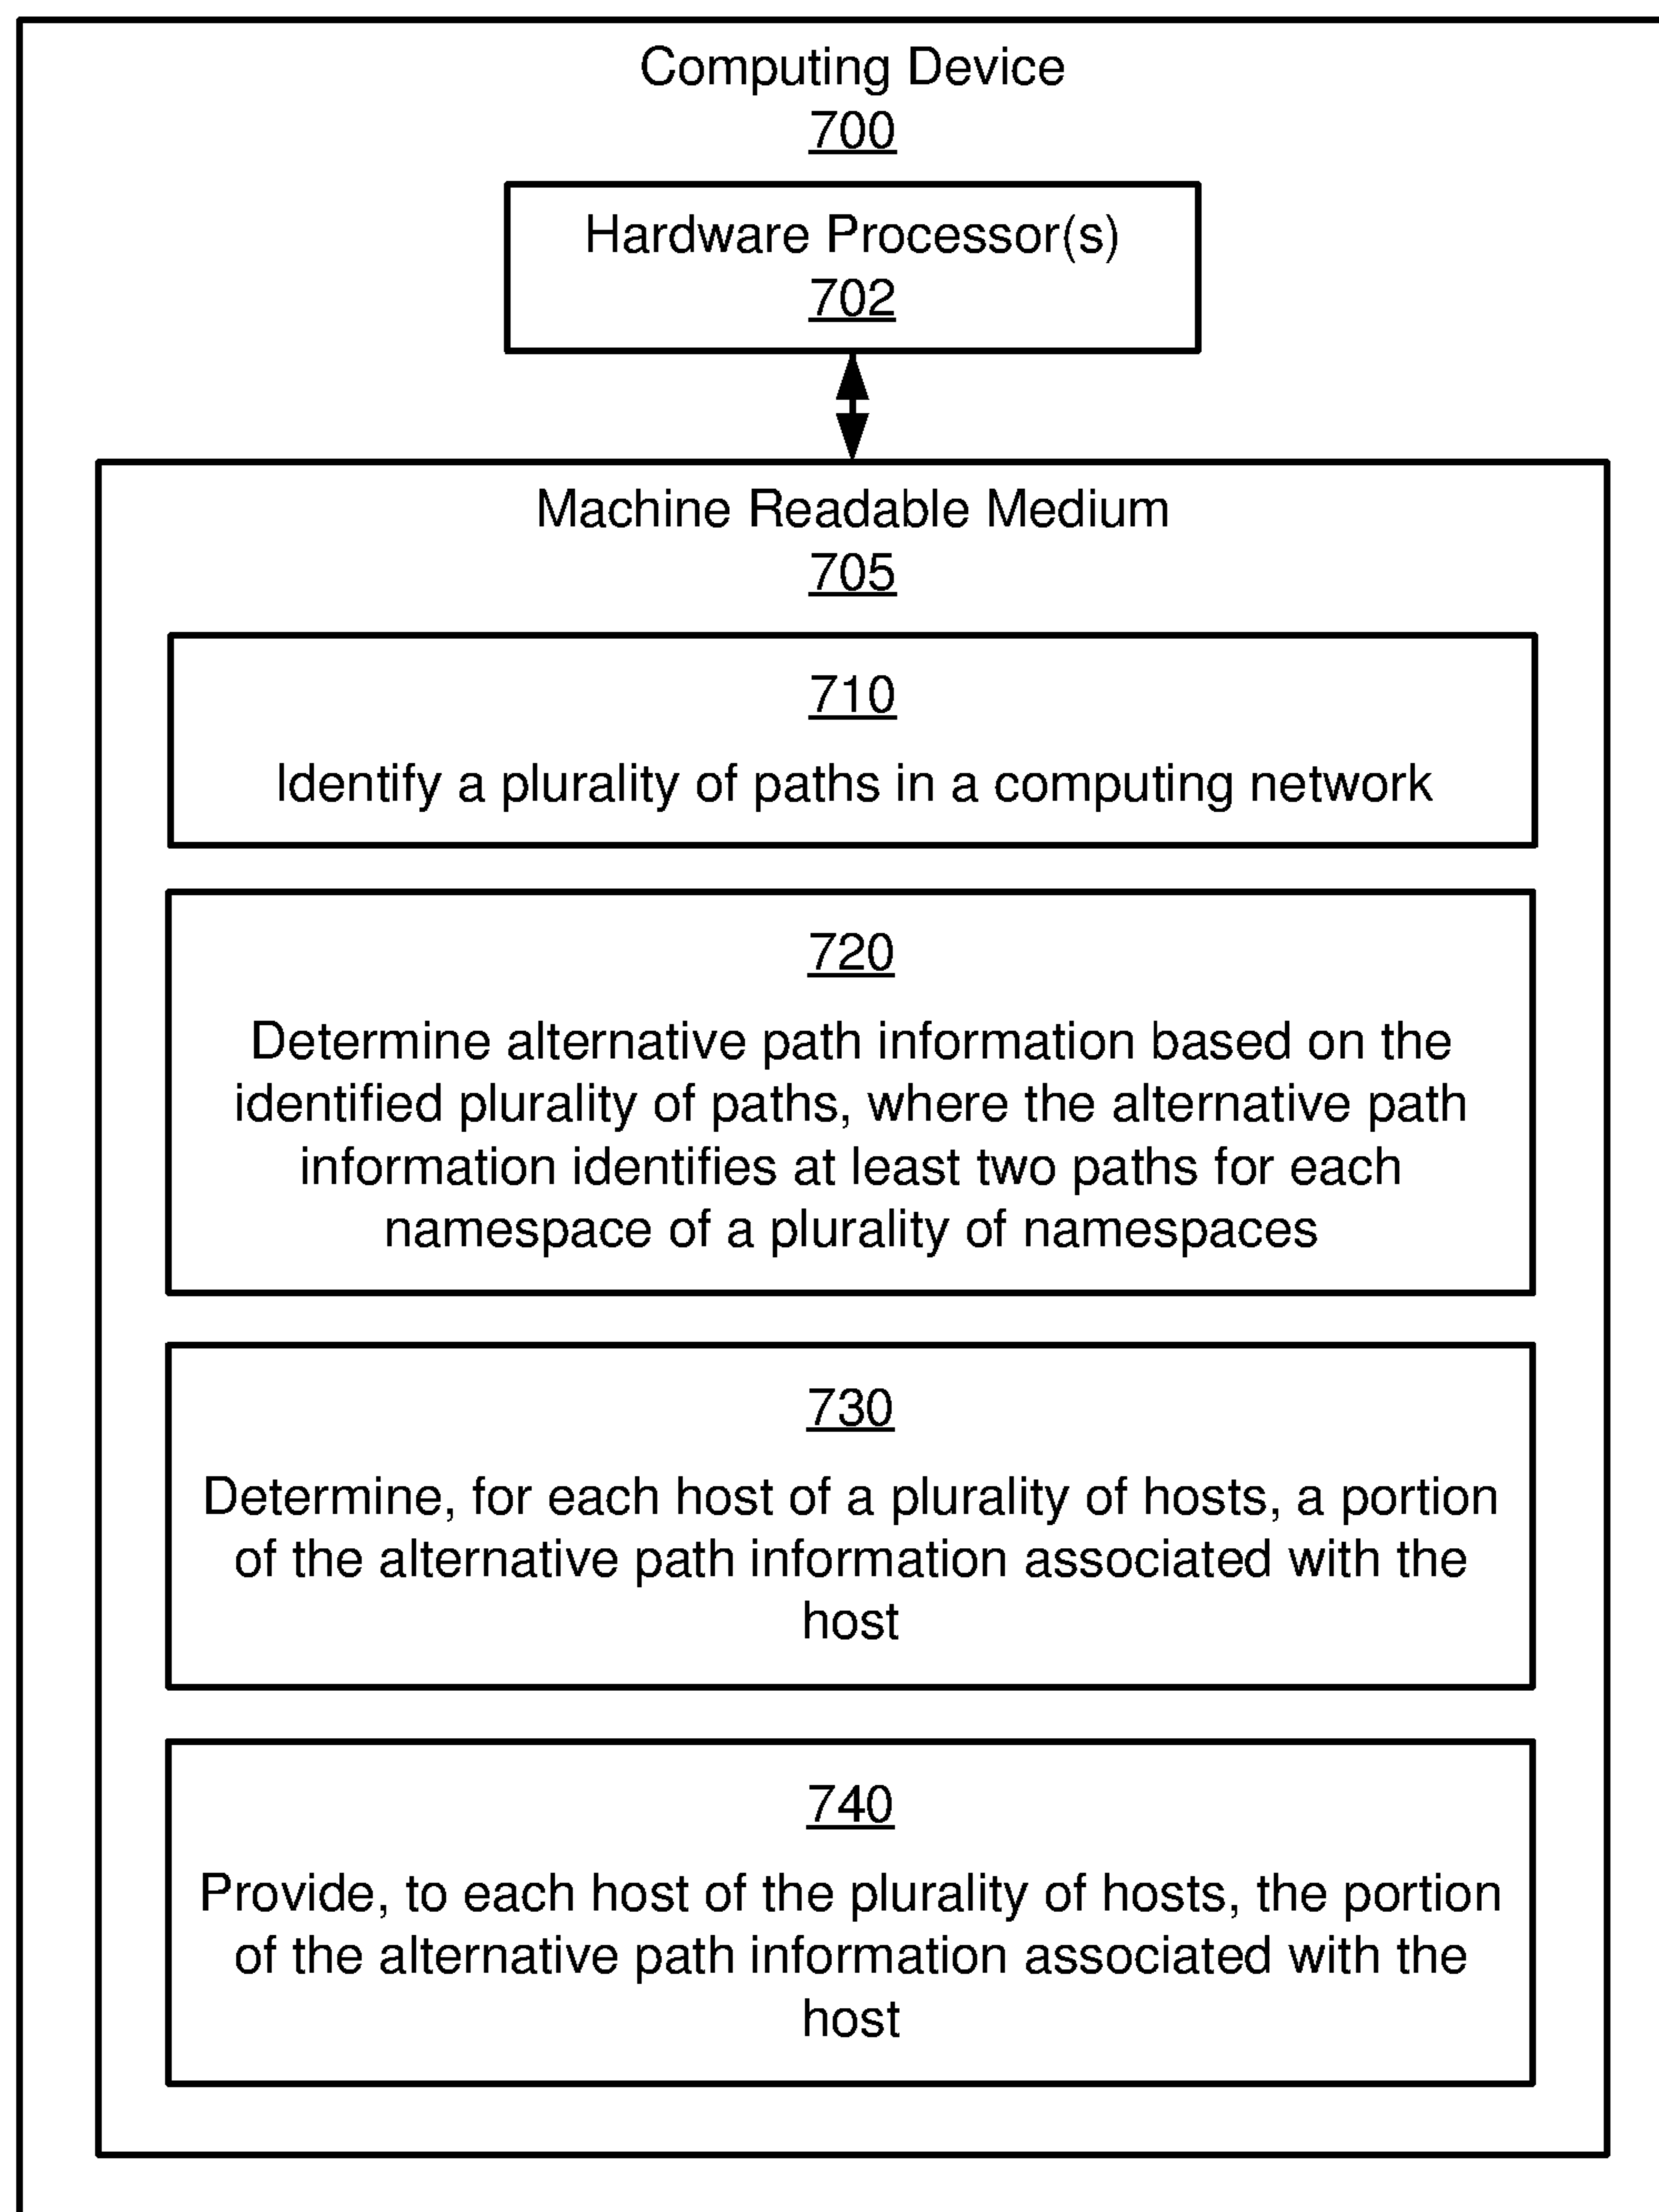 Computing Device
700
Hardware Processor(s)
702
Machine Readable Medium
705
710
Identify a plurality of paths in a computing network
720
Determine alternative path information based on the
identified plurality of paths, where the alternative path
information identifies at least two paths for each
namespace of a plurality of namespaces
730
Determine, for each host of a plurality of hosts, a portion
of the alternative path information associated with the
host
740
Provide, to each host of the plurality of hosts, the portion
of the alternative path information associated with the
host